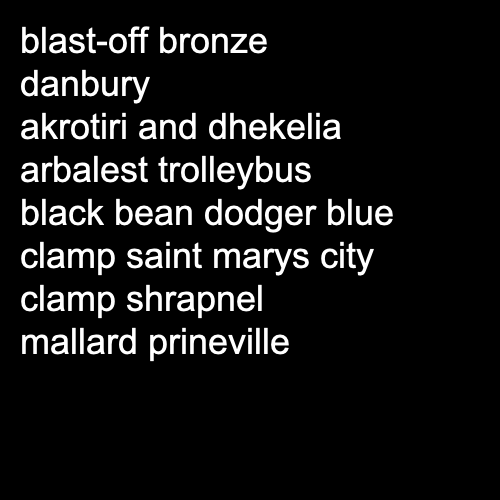 blast-off bronze
danbury
akrotiri and dhekelia
arbalest trolleybus
black bean dodger blue
clamp saint marys city
clamp shrapnel
mallard prineville